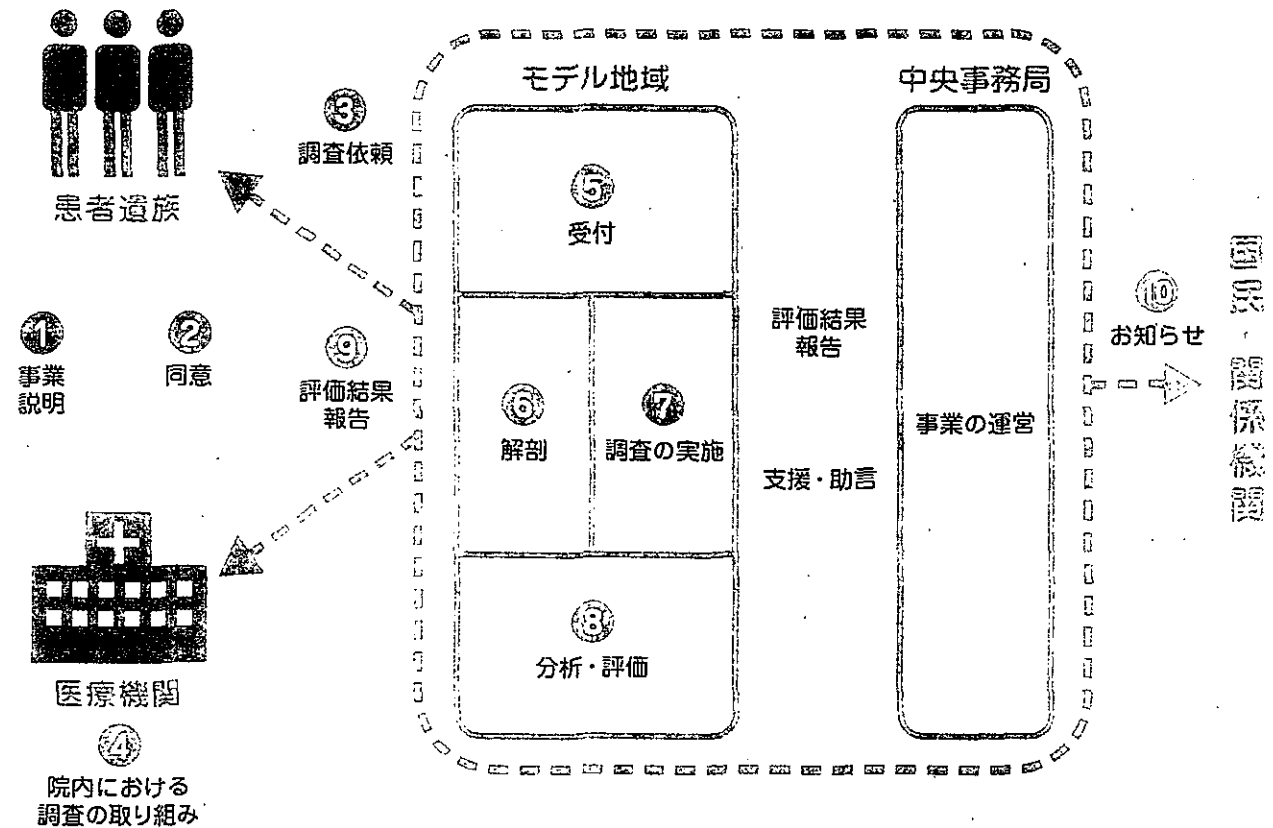 モデル地域
中央事務局
③
調査依頼
患者遺族
⑤
受付
①
事業
説明
②
同意
⑨
評価結果
報告
⑥
解剖
⑦
調査の実施
評価結果
報告
支援・助言
事業の運営
⑩
お知らせ
国民・関係機関
⑧
分析・評価
医療機関
④
院内における
調査の取り組み